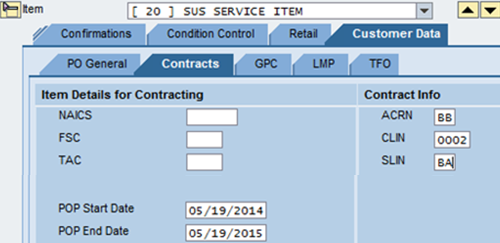 Item [ 20 ] SUS SERVICE ITEM
Confirmations Condition Control Retail Customer Data
PO General Contracts GPC LMP TFO
Item Details for Contracting Contract Info
NAICS ACRN BB
FSC CLIN 0002
TAC SLIN BA
POP Start Date 05/19/2014
POP End Date 05/19/2015